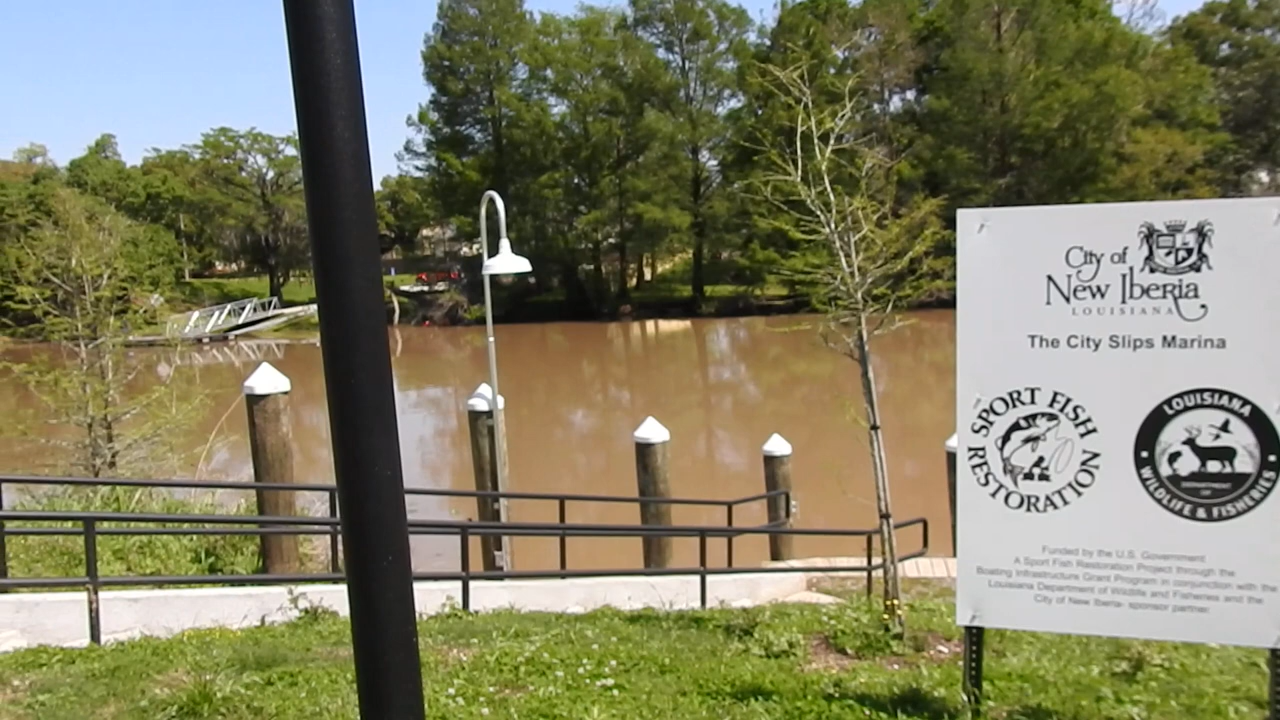 City of
New Iberia
LOUISIANA
The City Slips Marina
SPORT FISH
RESTORATION
LOUISIANA
DEPARTMENT
OF
WILDLIFE & FISHERIES
Funded by the U.S. Government
A Sport Fish Restoration Project through the
Boating Infrastructure Grant Program in conjunction with the
Louisiana Department of Wildlife and Fisheries and the
City of New Iberia- sponsor partner.